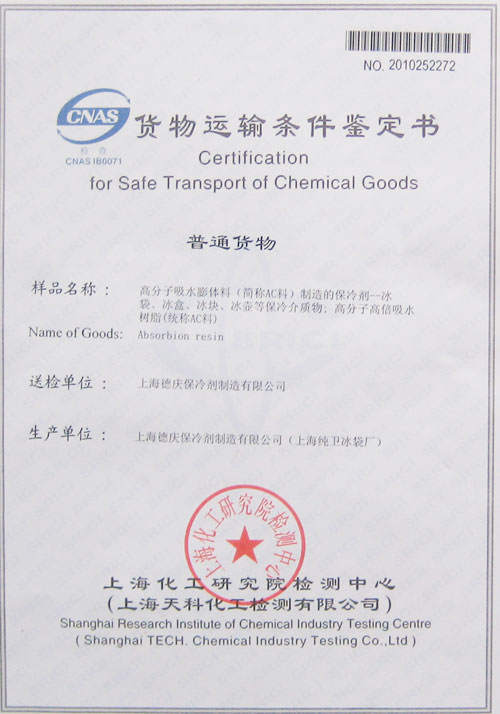 NO. 2010252272
CNAS
检 查
CNAS IB0071
货物运输条件鉴定书
Certification
for Safe Transport of Chemical Goods
普通货物
样品名称： 高分子吸水膨体料（简称AC料）制造的保冷剂--冰
袋、冰盒、冰块、冰壶等保冷介质物；高分子高倍吸水
树脂(统称AC料)
Name of Goods: Absorbion resin
送检单位： 上海德庆保冷剂制造有限公司
生产单位： 上海德庆保冷剂制造有限公司（上海纯卫冰袋厂）
上海化工研究院检测中心
上海化工研究院检测中心
(上海天科化工检测有限公司)
Shanghai Research Institute of Chemical Industry Testing Centre
( Shanghai TECH. Chemical Industry Testing Co.,Ltd )